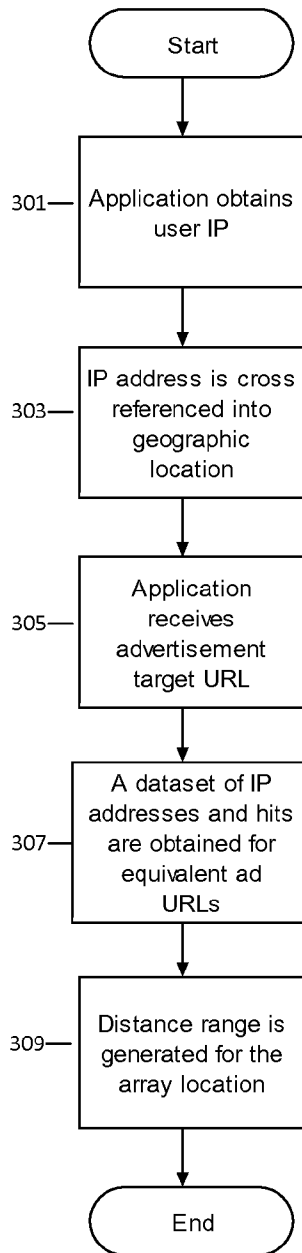 Start
301
Application obtains
user IP
303
IP address is cross
referenced into
geographic
location
305
Application
receives
advertisement
target URL
307
A dataset of IP
addresses and hits
are obtained for
equivalent ad
URLs
309
Distance range is
generated for the
array location
End